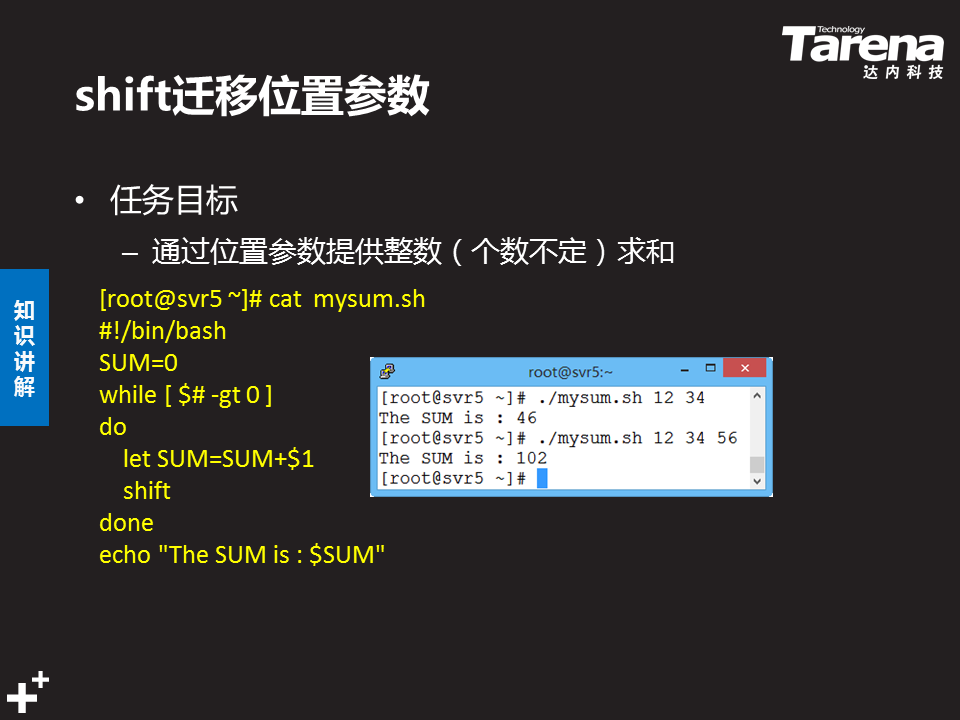 Technology
Tarena
达内科技
shift迁移位置参数
• 任务目标
– 通过位置参数提供整数（个数不定）求和
知识讲解
[root@svr5 ~]# cat  mysum.sh
#!/bin/bash
SUM=0
while [ $# -gt 0 ]
do
    let SUM=SUM+$1
    shift
done
echo "The SUM is : $SUM"
root@svr5:~
[root@svr5 ~]# ./mysum.sh 12 34
The SUM is : 46
[root@svr5 ~]# ./mysum.sh 12 34 56
The SUM is : 102
[root@svr5 ~]#